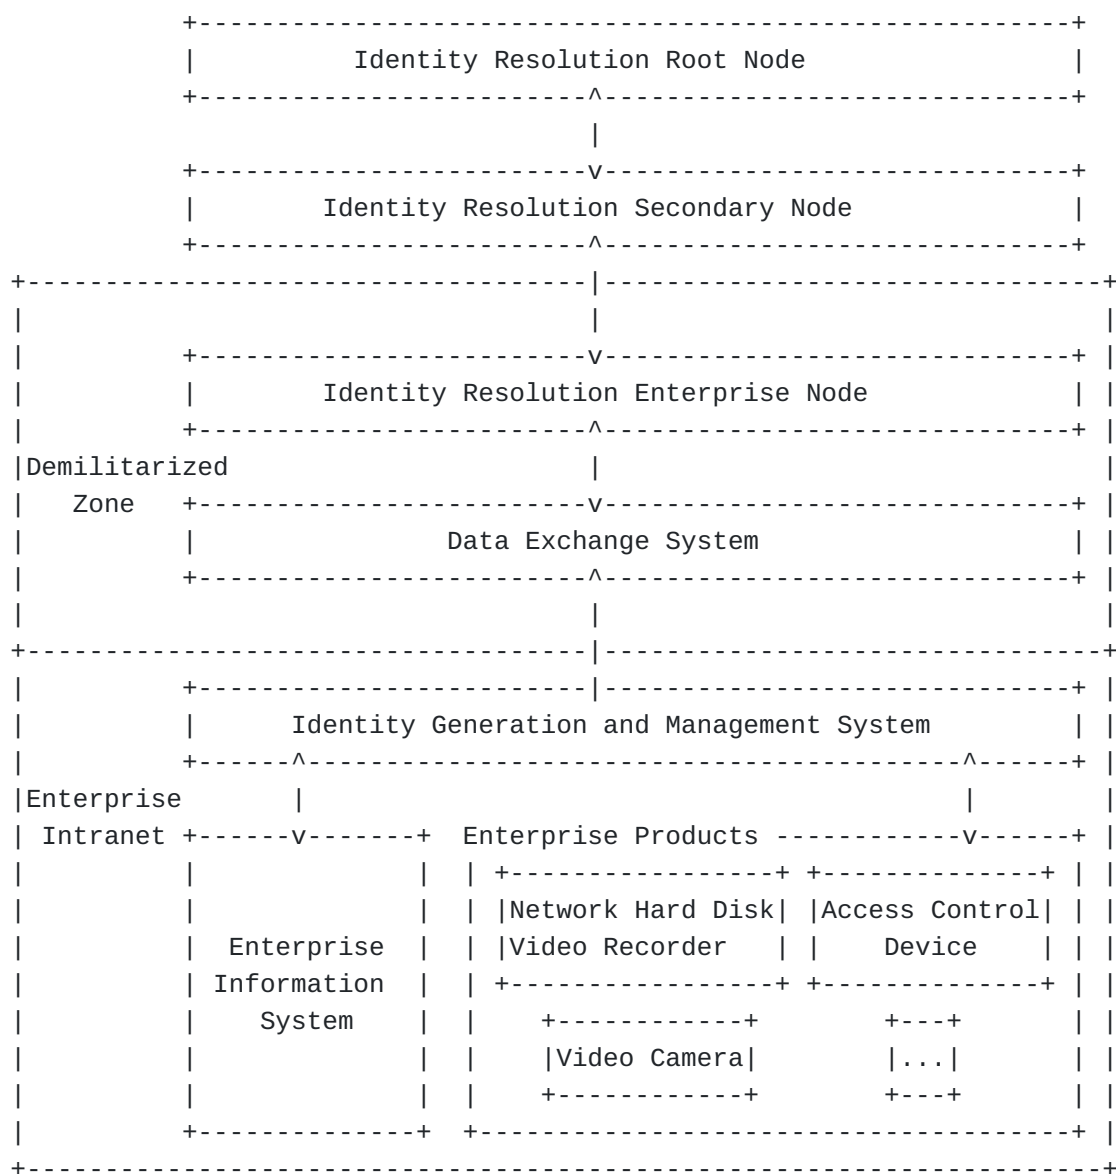 Identity Resolution Root Node
Identity Resolution Secondary Node
Identity Resolution Enterprise Node
Demilitarized
Zone
Data Exchange System
Identity Generation and Management System
Enterprise
Intranet
Enterprise Products
Network Hard Disk
Video Recorder
Access Control
Device
Enterprise
Information
System
Video Camera
...